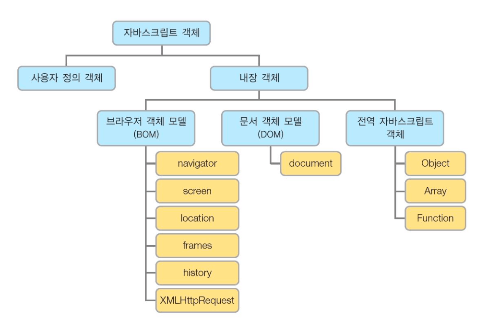 자바스크립트 객체
사용자 정의 객체
내장 객체
브라우저 객체 모델
(BOM)
문서 객체 모델
(DOM)
전역 자바스크립트
객체
navigator
screen
location
frames
history
XMLHttpRequest
document
Object
Array
Function